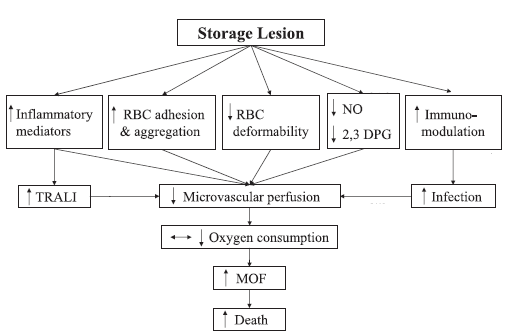 Storage Lesion
↑ Inflammatory
mediators
↑ RBC adhesion
& aggregation
↓ RBC
deformability
↓ NO
↓ 2,3 DPG
↑ Immuno-
modulation
↑ TRALI
↓ Microvascular perfusion
↑ Infection
↔ ↓ Oxygen consumption
↑ MOF
↑ Death